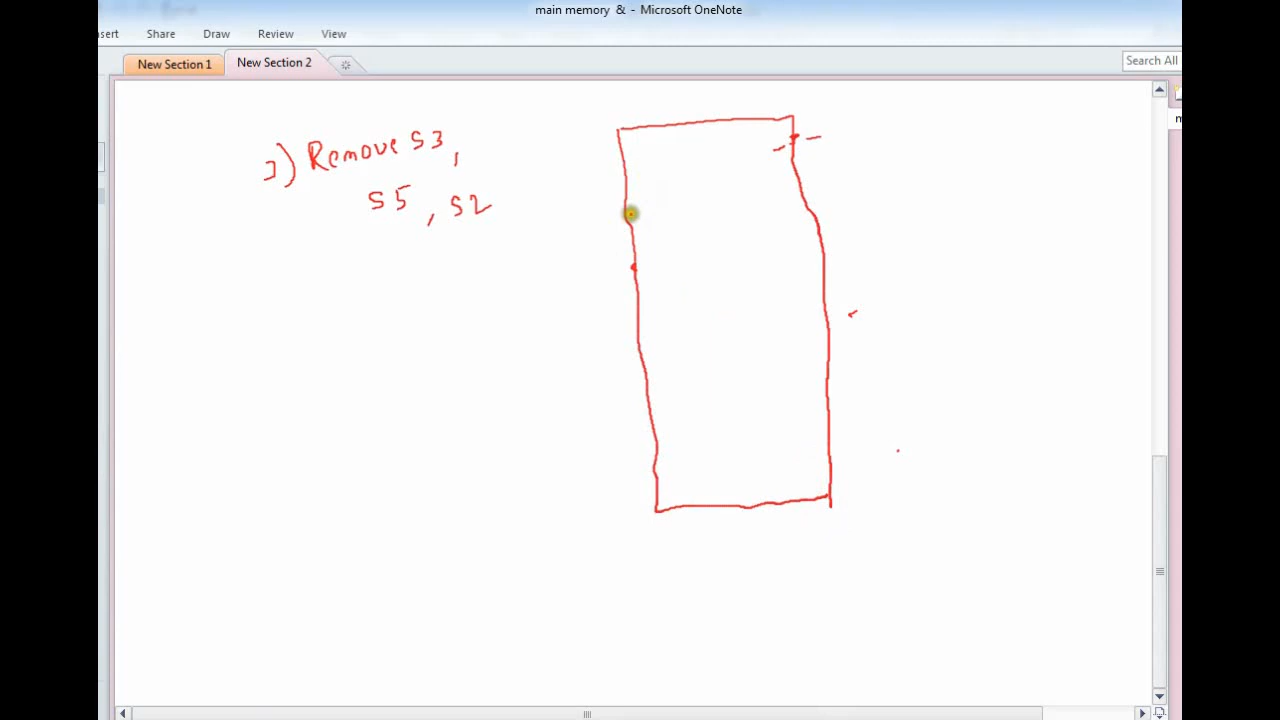 main memory & - Microsoft OneNote
sert Share Draw Review View
New Section 1 New Section 2 Search All
Remove S3,
S5, S2